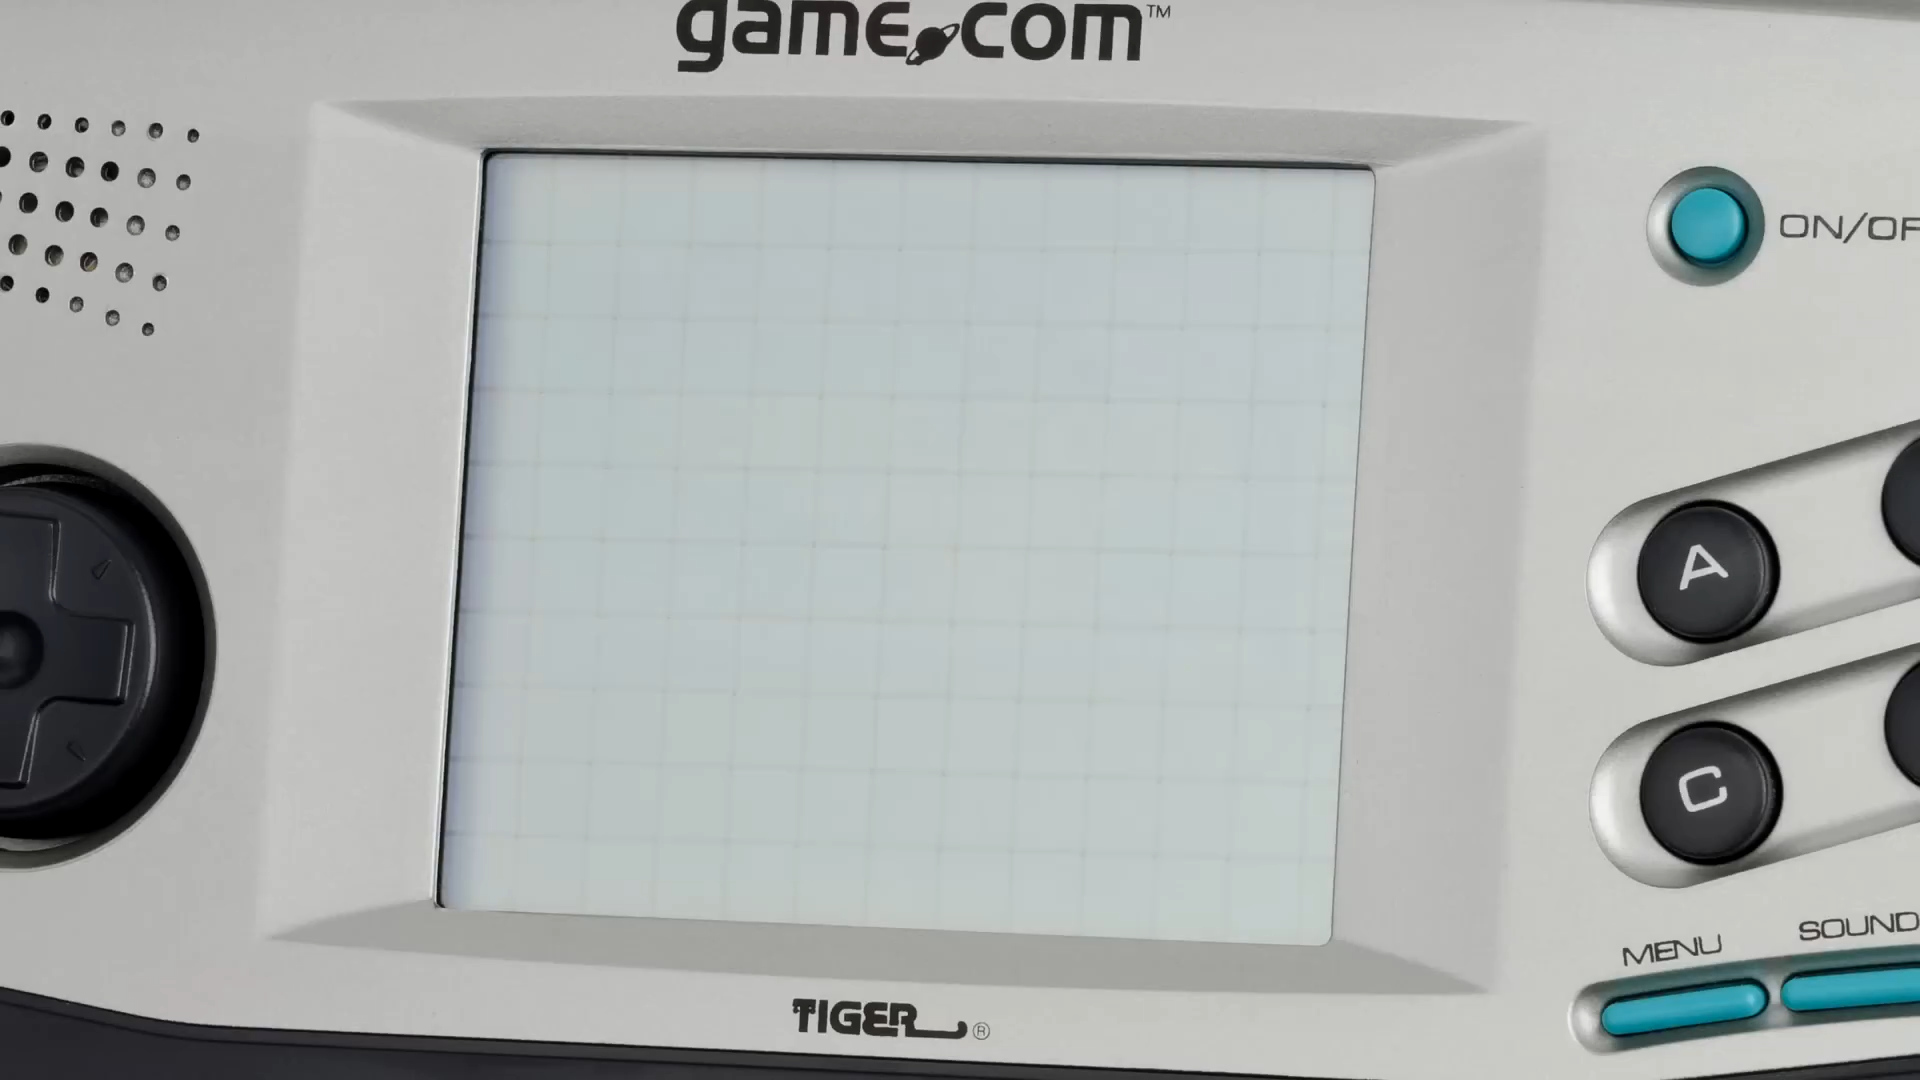 game.com™
ON/OF
A
C
MENU
SOUND
TIGER®